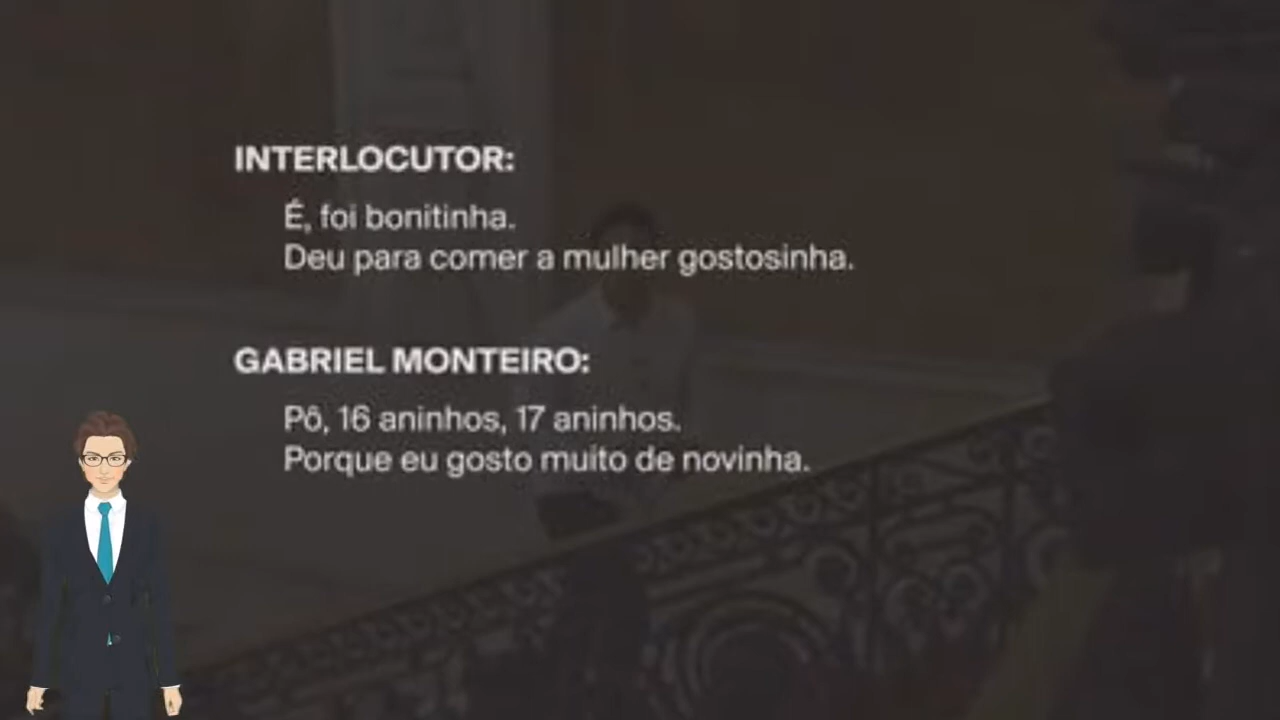 INTERLOCUTOR:
É, foi bonitinha.
Deu para comer a mulher gostosinha.
GABRIEL MONTEIRO:
Pô, 16 aninhos, 17 aninhos.
Porque eu gosto muito de novinha.